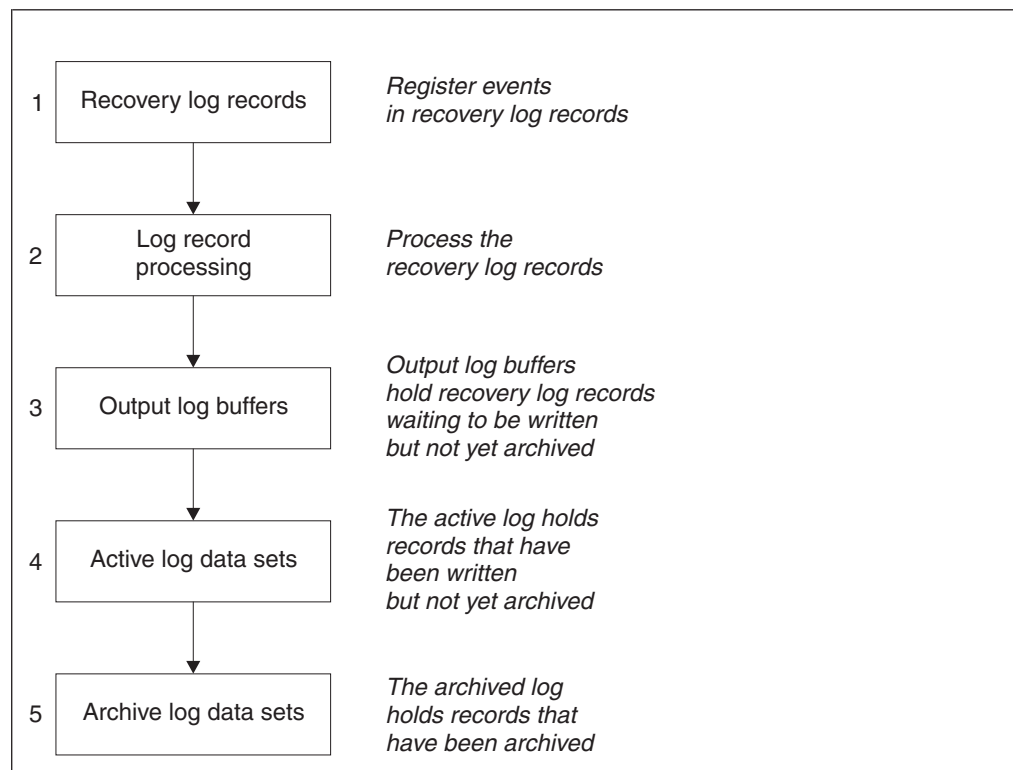 1
Recovery log records
Register events
in recovery log records
2
Log record
processing
Process the
recovery log records
3
Output log buffers
Output log buffers
hold recovery log records
waiting to be written
but not yet archived
4
Active log data sets
The active log holds
records that have
been written
but not yet archived
5
Archive log data sets
The archived log
holds records that
have been archived